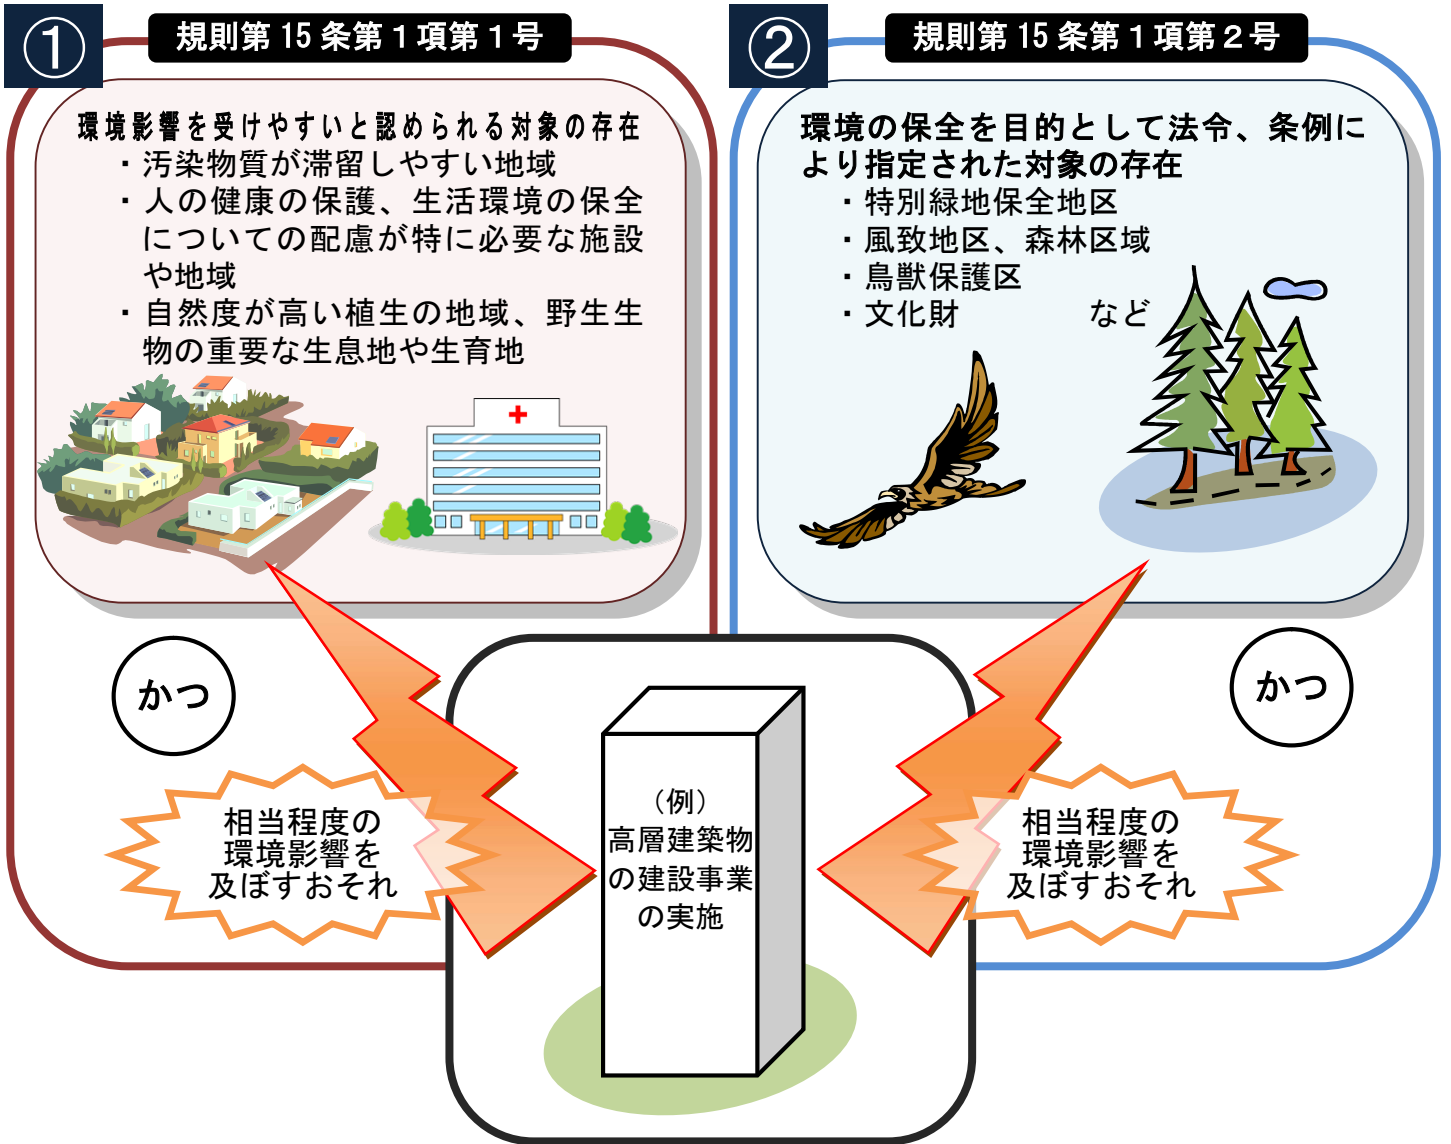 ①
規則第15条第1項第1号
環境影響を受けやすいと認められる対象の存在
・汚染物質が滞留しやすい地域
・人の健康の保護、生活環境の保全
についての配慮が特に必要な施設
や地域
・自然度が高い植生の地域、野生生
物の重要な生息地や生育地
かつ
相当程度の
環境影響を
及ぼすおそれ
②
規則第15条第1項第2号
環境の保全を目的として法令、条例に
より指定された対象の存在
・特別緑地保全地区
・風致地区、森林区域
・鳥獣保護区
・文化財　　　　など
かつ
相当程度の
環境影響を
及ぼすおそれ
（例）
高層建築物
の建設事業
の実施